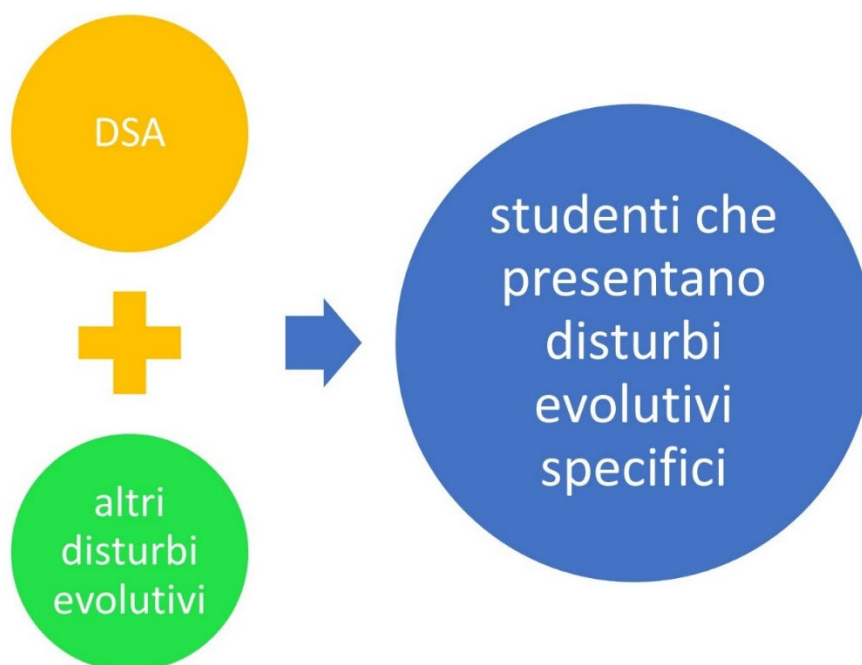 DSA
altri
disturbi
evolutivi
studenti che
presentano
disturbi
evolutivi
specifici